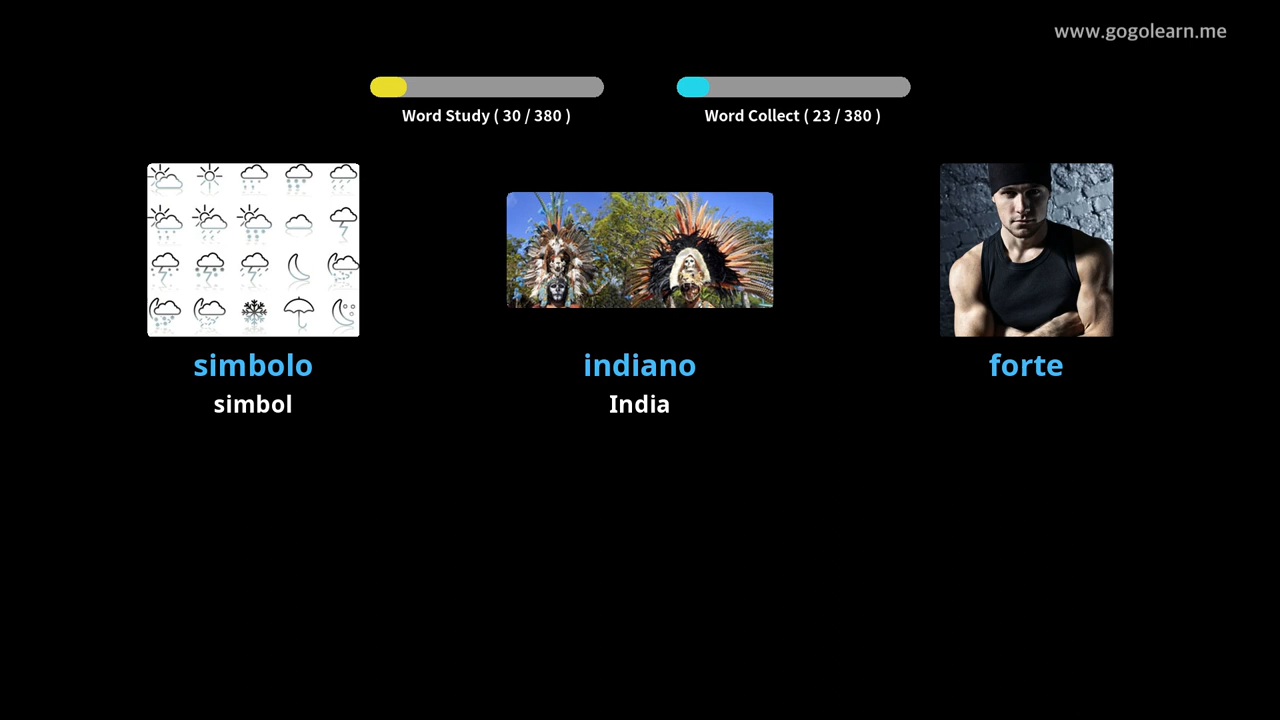 www.gogolearn.me
Word Study ( 30 / 380 )
Word Collect ( 23 / 380 )
simbolo
indiano
forte
simbol
India